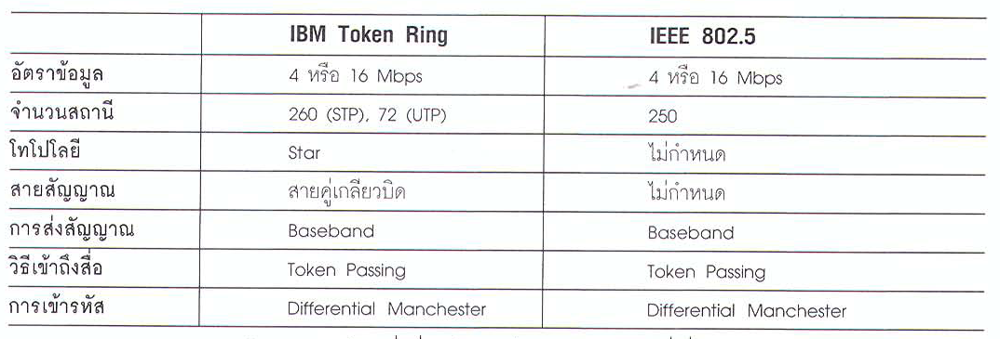 IBM Token Ring IEEE 802.5
อัตราข้อมูล 4 หรือ 16 Mbps 4 หรือ 16 Mbps
จำนวนสถานี 260 (STP), 72 (UTP) 250
โทโปโลยี Star ไม่กำหนด
สายสัญญาณ สายคู่เกลียวบิด ไม่กำหนด
การส่งสัญญาณ Baseband Baseband
วิธีเข้าถึงสื่อ Token Passing Token Passing
การเข้ารหัส Differential Manchester Differential Manchester